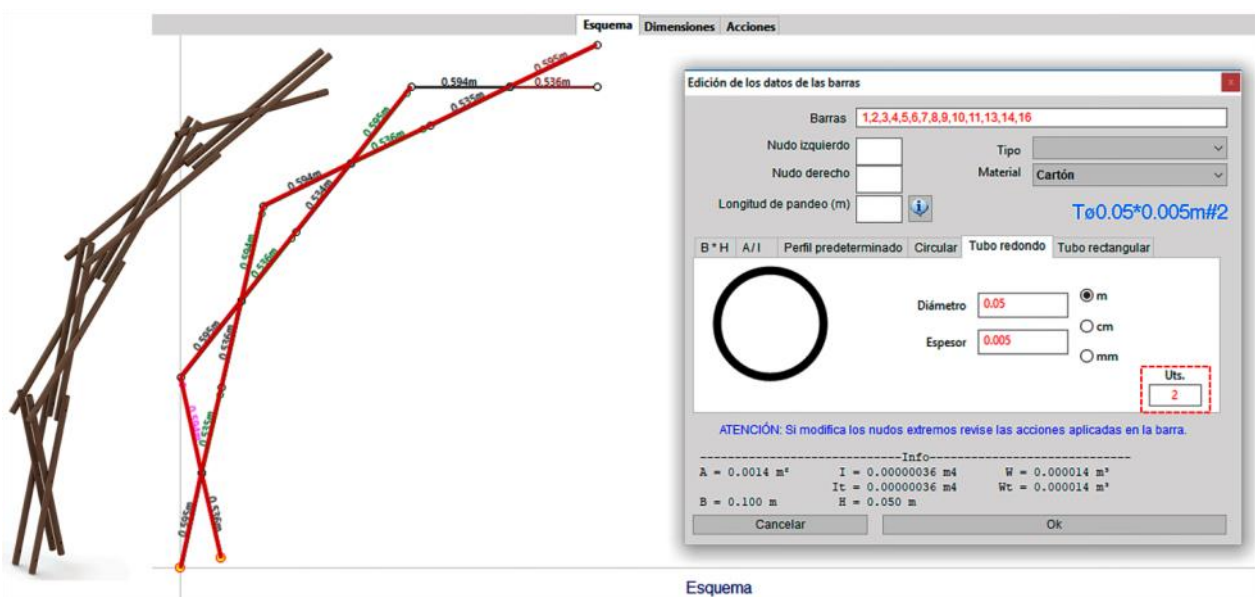 Esquema Dimensiones Acciones
0.595m
0.594m 0.536m
0.535m
0.595m
0.536m
0.594m
0.534m
0.594m
0.536m
0.595m
0.536m
0.535m
0.595m
0.536m
Edición de los datos de las barras
x
Barras 1,2,3,4,5,6,7,8,9,10,11,13,14,16
Nudo izquierdo
Tipo
Nudo derecho
Material Cartón
Longitud de pandeo (m)
Tø0.05*0.005m#2
B*H A/I Perfil predeterminado Circular Tubo redondo Tubo rectangular
Diámetro 0.05 m
cm
Espesor 0.005
mm
Uts.
2
ATENCIÓN: Si modifica los nudos extremos revise las acciones aplicadas en la barra.
-----------------------------Info-----------------------------
A = 0.0014 m² I = 0.00000036 m4 W = 0.000014 m³
It = 0.00000036 m4 Wt = 0.000014 m³
B = 0.100 m H = 0.050 m
Cancelar Ok
Esquema